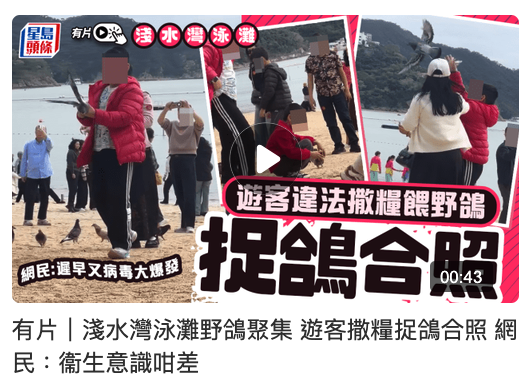 星島
頭條
有片
淺水灣泳灘
遊客違法撒糧餵野鴿
捉鴿合照
網民:遲早又病毒大爆發
00:43
有片｜淺水灣泳灘野鴿聚集 遊客撒糧捉鴿合照 網
民：衞生意識咁差